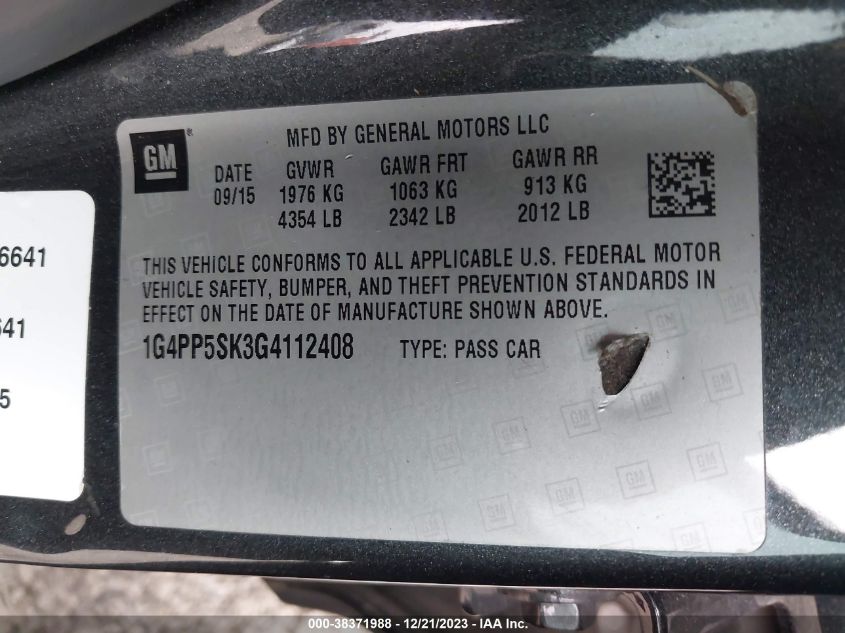 MFD BY GENERAL MOTORS LLC
GM®
DATE GVWR GAWR FRT GAWR RR
09/15 1976 KG 1063 KG 913 KG
4354 LB 2342 LB 2012 LB
THIS VEHICLE CONFORMS TO ALL APPLICABLE U.S. FEDERAL MOTOR
VEHICLE SAFETY, BUMPER, AND THEFT PREVENTION STANDARDS IN
EFFECT ON THE DATE OF MANUFACTURE SHOWN ABOVE.
1G4PP5SK3G4112408 TYPE: PASS CAR
6641
641
5
000-38371988 - 12/21/2023 - IAA Inc.